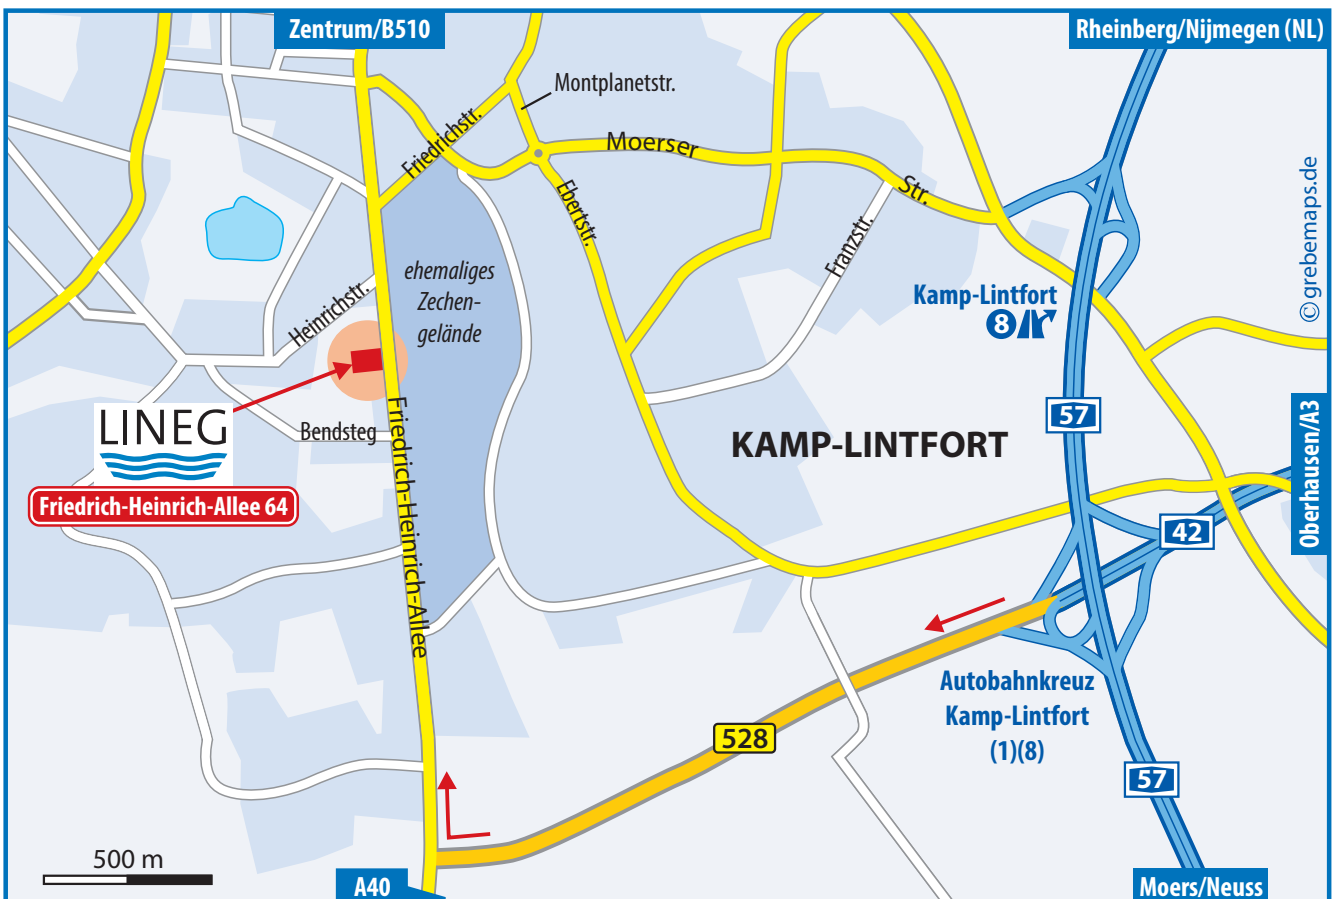 Zentrum/B510
Rheinberg/Nijmegen (NL)
Montplanetstr.
Friedrichstr.
Moerser
Str.
Ebertstr.
Franzstr.
© grebemaps.de
ehemaliges
Zechen-
gelände
Heinrichstr.
Kamp-Lintfort
8
57
LINEG
Bendsteg
KAMP-LINTFORT
Oberhausen/A3
Friedrich-Heinrich-Allee 64
Friedrich-Heinrich-Allee
42
Autobahnkreuz
Kamp-Lintfort
(1)(8)
528
57
500 m
A40
Moers/Neuss